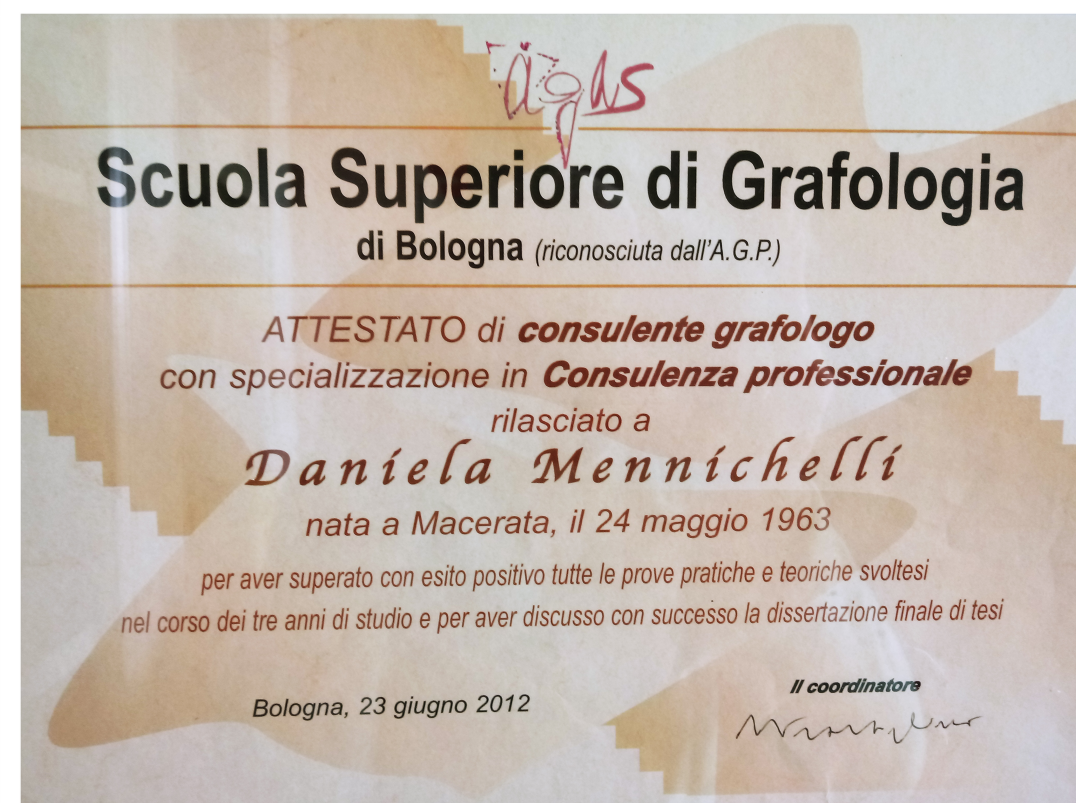 agas
Scuola Superiore di Grafologia
di Bologna (riconosciuta dall'A.G.P.)
ATTESTATO di consulente grafologo
con specializzazione in Consulenza professionale
rilasciato a
Daniela Mennichelli
nata a Macerata, il 24 maggio 1963
per aver superato con esito positivo tutte le prove pratiche e teoriche svoltesi
nel corso dei tre anni di studio e per aver discusso con successo la dissertazione finale di tesi
Il coordinatore
Bologna, 23 giugno 2012